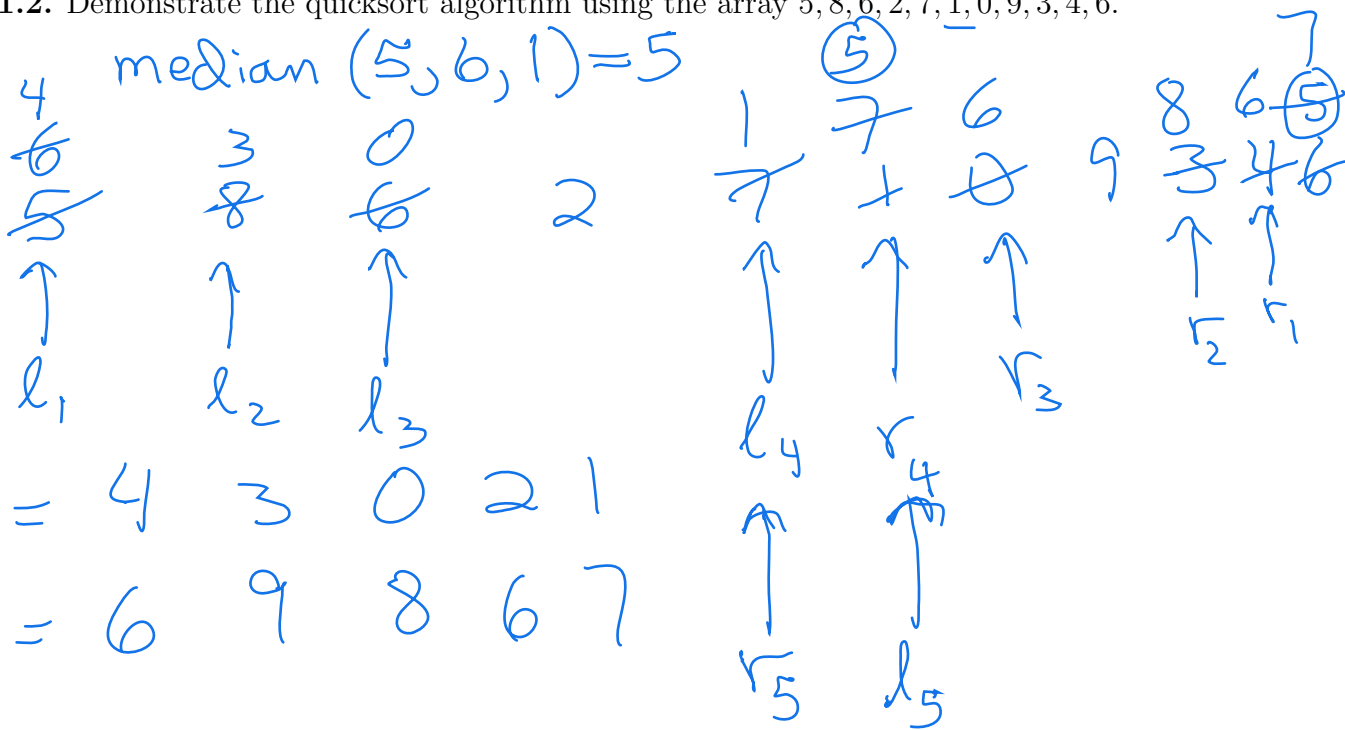 1.2. Demonstrate the quicksort algorithm using the array 5, 8, 6, 2, 7, 1, 0, 9, 3, 4, 6.
median (5, 6, 1) = 5 5 7
4 1 7 6 8 6 5
6 3 0
5 8 6 2 7 1 0 9 3 4 6
r2 r1
l1 l2 l3 r3
l4 r4
= 4 3 0 2 1
= 6 9 8 6 7
r5 l5